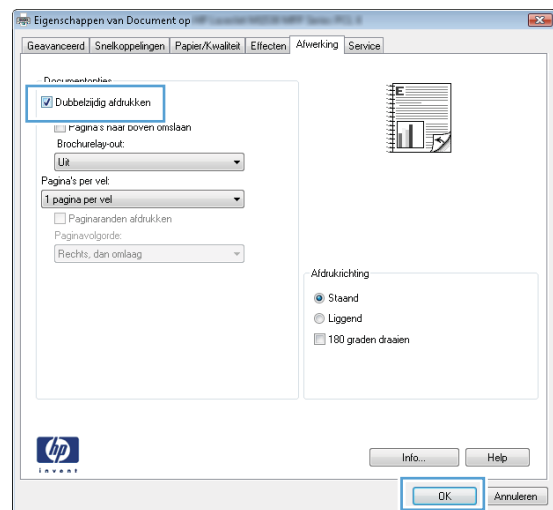 Eigenschappen van Document op
Geavanceerd Snelkoppelingen Papier/Kwaliteit Effecten Afwerking Service
Documentopties
Dubbelzijdig afdrukken
Pagina's naar boven omslaan
Brochurelay-out:
Uit
Pagina's per vel:
1 pagina per vel
Paginaranden afdrukken
Paginavolgorde:
Rechts, dan omlaag
E
Afdrukrichting
Staand
Liggend
180 graden draaien
hp
invent
Info... Help
OK Annuleren